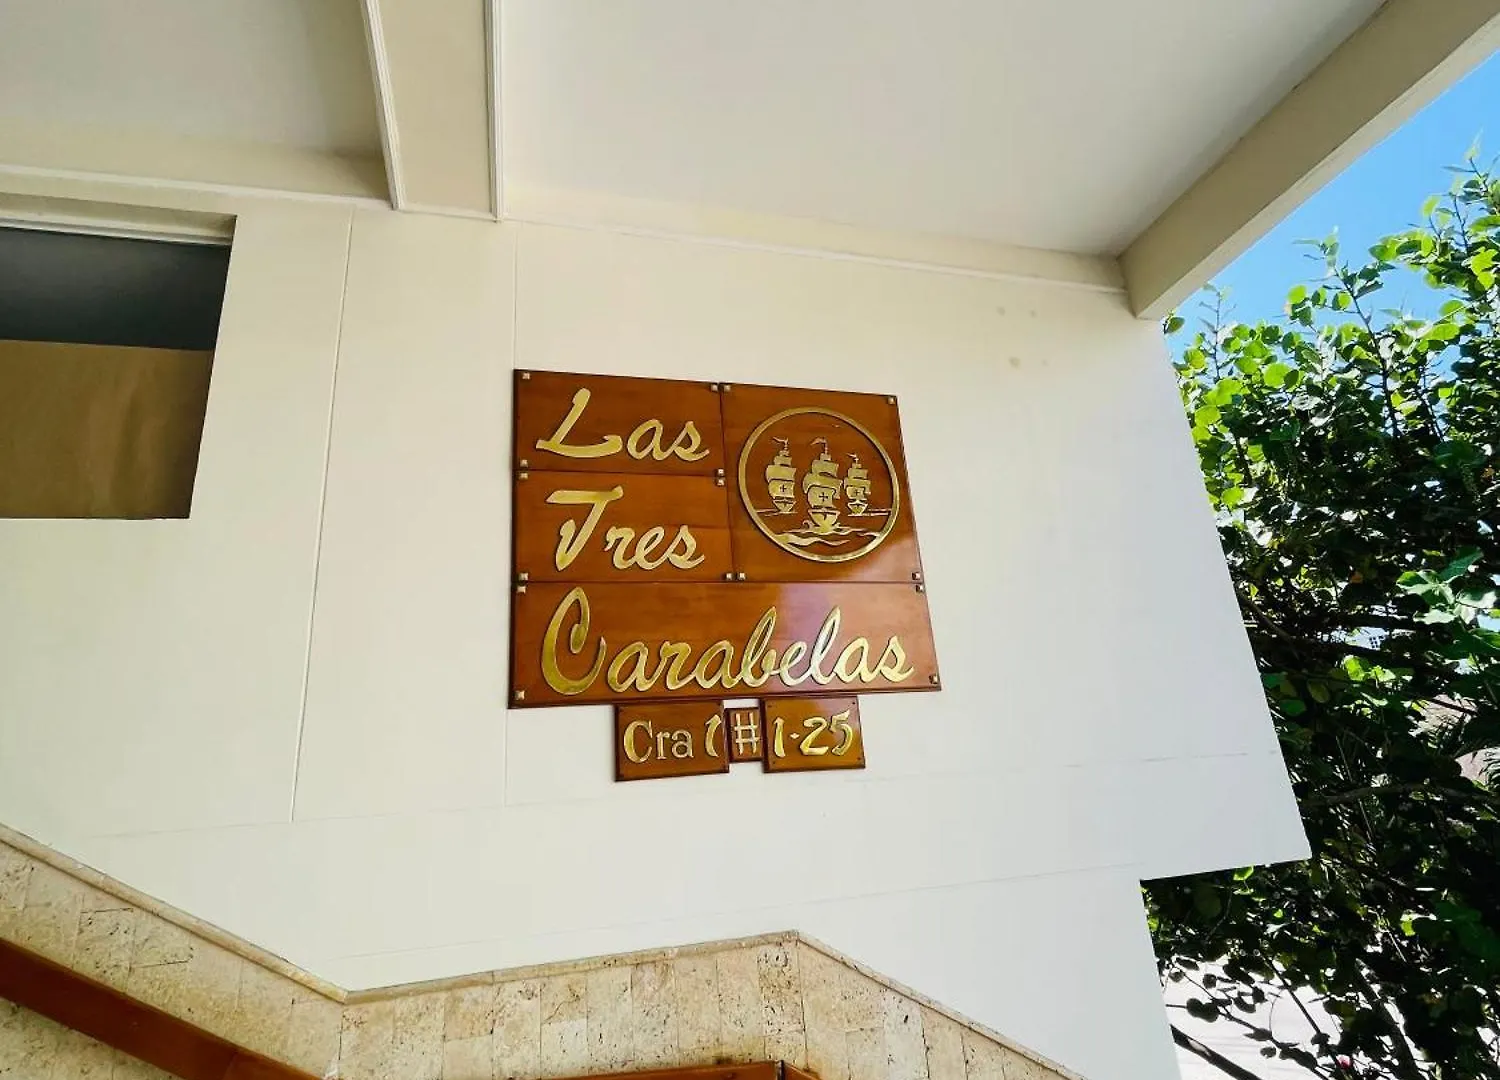 Las
Tres
Carabelas
Cra 1 # 1-25